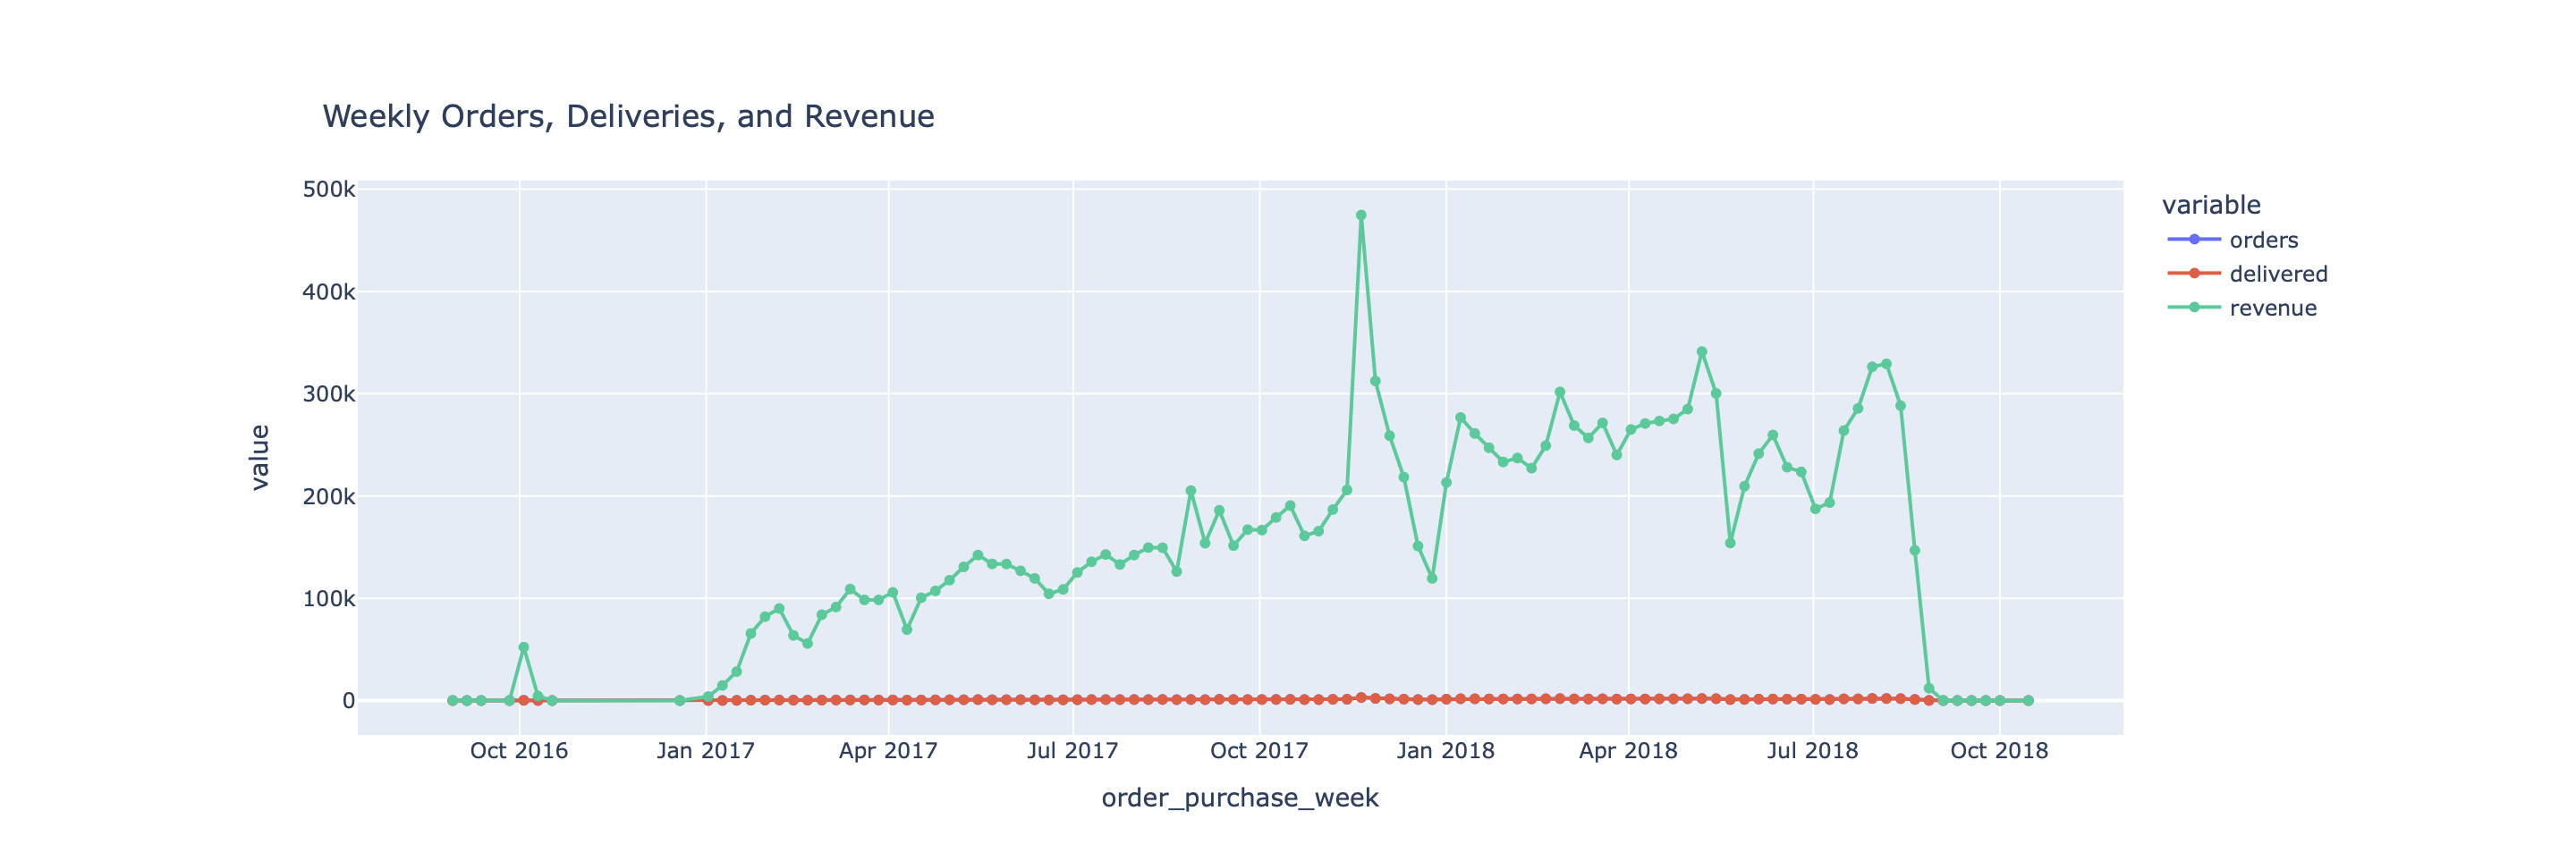 Weekly Orders, Deliveries, and Revenue
500k
400k
300k
200k
100k
0
value
Oct 2016
Jan 2017
Apr 2017
Jul 2017
Oct 2017
Jan 2018
Apr 2018
Jul 2018
Oct 2018
order_purchase_week
variable
orders
delivered
revenue